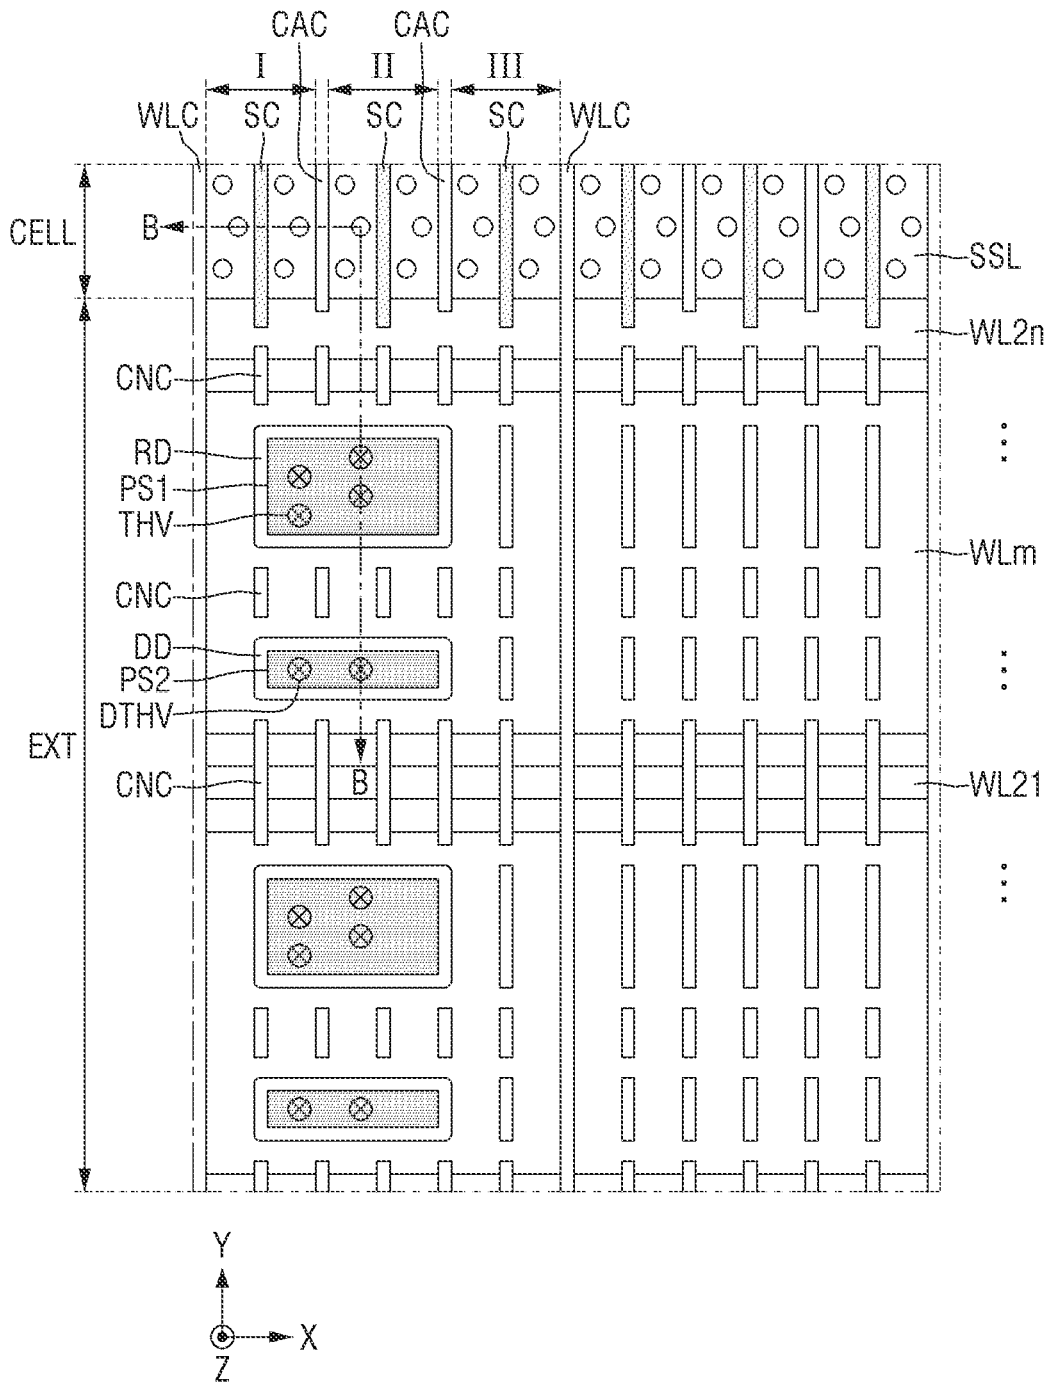 CAC CAC
I II III
WLC SC SC SC WLC
CELL
B
SSL
WL2n
CNC
RD
PS1
THV
WLm
CNC
DD
PS2
DTHV
EXT
B
CNC
WL21
Y
X
Z